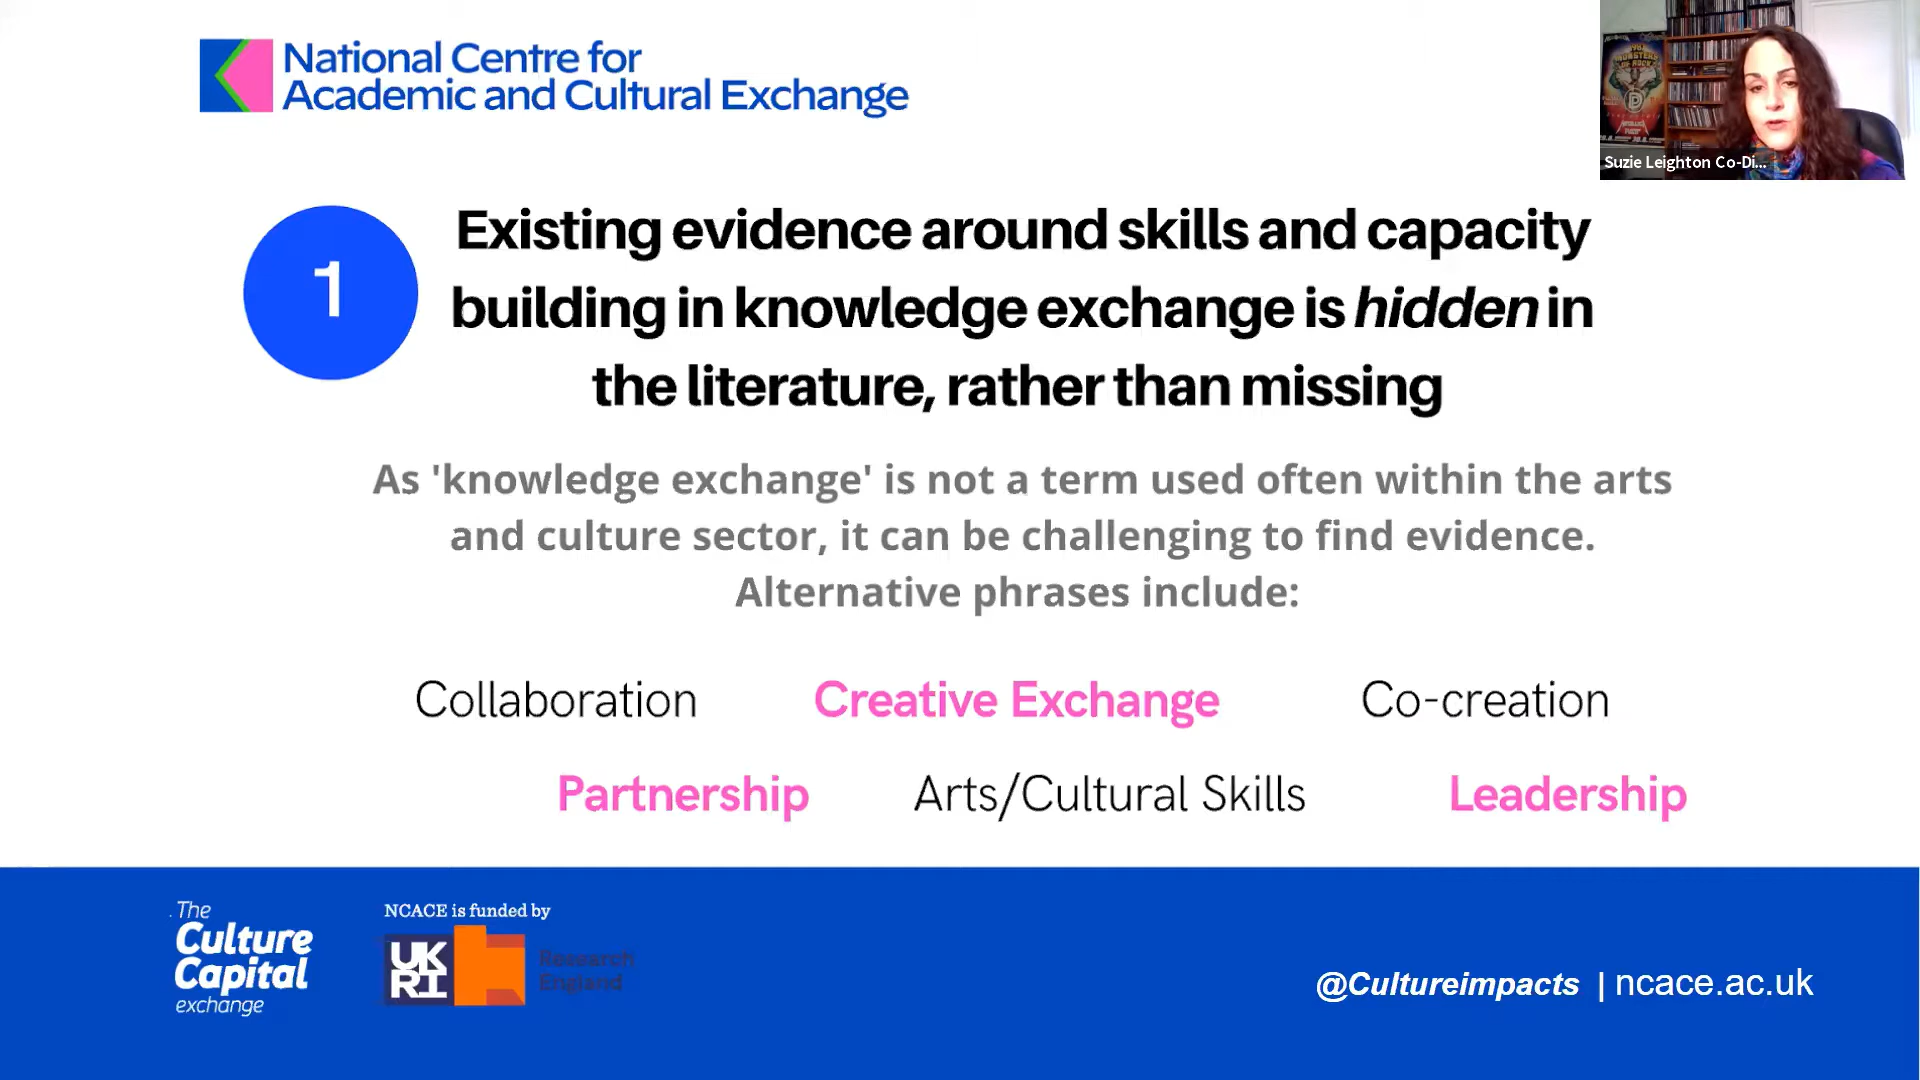 National Centre for
Academic and Cultural Exchange
Suzie Leighton Co-Di...
1
Existing evidence around skills and capacity
building in knowledge exchange is hidden in
the literature, rather than missing
As 'knowledge exchange' is not a term used often within the arts
and culture sector, it can be challenging to find evidence.
Alternative phrases include:
Collaboration
Creative Exchange
Co-creation
Partnership
Arts/Cultural Skills
Leadership
The
Culture
Capital
exchange
NCACE is funded by
UK
RI
Research
England
@Cultureimpacts | ncace.ac.uk